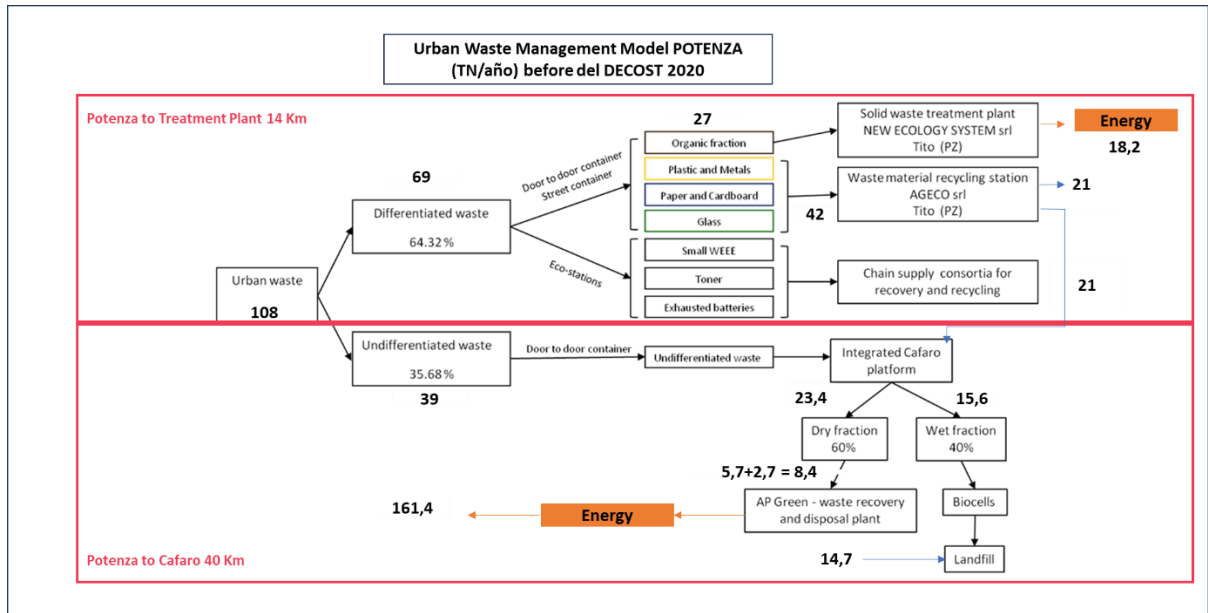 Urban Waste Management Model POTENZA
(TN/año) before del DECOST 2020
Potenza to Treatment Plant 14 Km
27
Organic fraction
Plastic and Metals
Paper and Cardboard
Glass
Small WEEE
Toner
Exhausted batteries
Solid waste treatment plant
NEW ECOLOGY SYSTEM srl
Tito (PZ)
Energy
18,2
Waste material recycling station
AGECO srl
Tito (PZ)
21
42
21
Chain supply consortia for
recovery and recycling
Door to door container
Street container
Eco-stations
69
Differentiated waste
64.32%
Urban waste
108
Undifferentiated waste
35.68%
39
Door to door container
Undifferentiated waste
Integrated Cafaro
platform
23,4
15,6
Dry fraction
60%
Wet fraction
40%
5,7+2,7 = 8,4
161,4
Energy
AP Green - waste recovery
and disposal plant
Biocells
14,7
Landfill
Potenza to Cafaro 40 Km